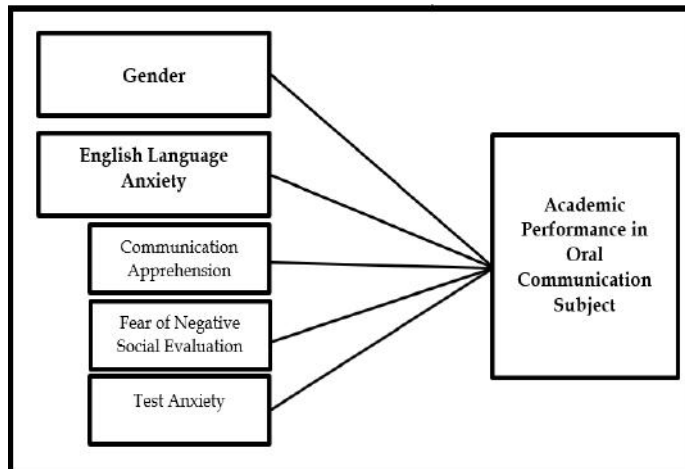 Gender
English Language
Anxiety
Communication
Apprehension
Fear of Negative
Social Evaluation
Test Anxiety
Academic
Performance in
Oral
Communication
Subject